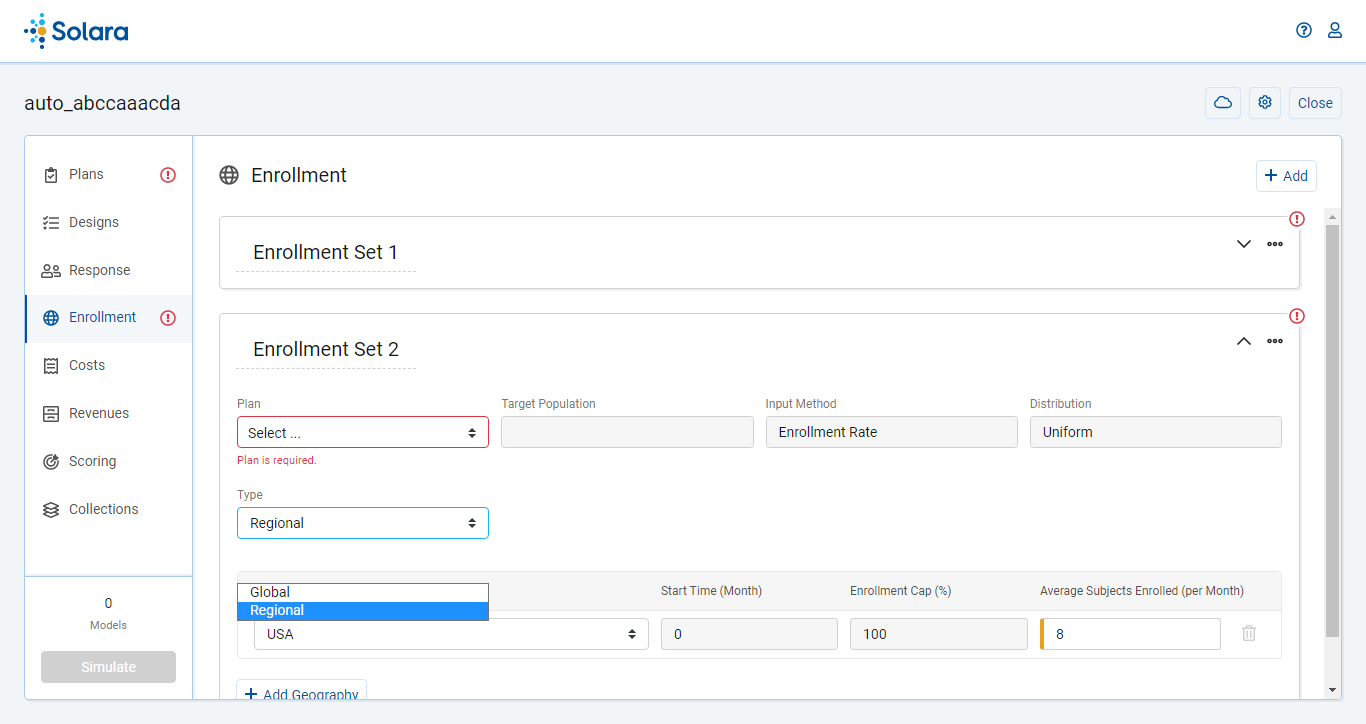 Solara
auto_abccaaacda
Close
Plans
Designs
Response
Enrollment
Costs
Revenues
Scoring
Collections
0
Models
Simulate
Enrollment
Add
Enrollment Set 1
Enrollment Set 2
Plan
Target Population
Input Method
Distribution
Select ...
Enrollment Rate
Uniform
Plan is required.
Type
Regional
Global
Regional
Start Time (Month)
Enrollment Cap (%)
Average Subjects Enrolled (per Month)
USA
0
100
8
Add Geography